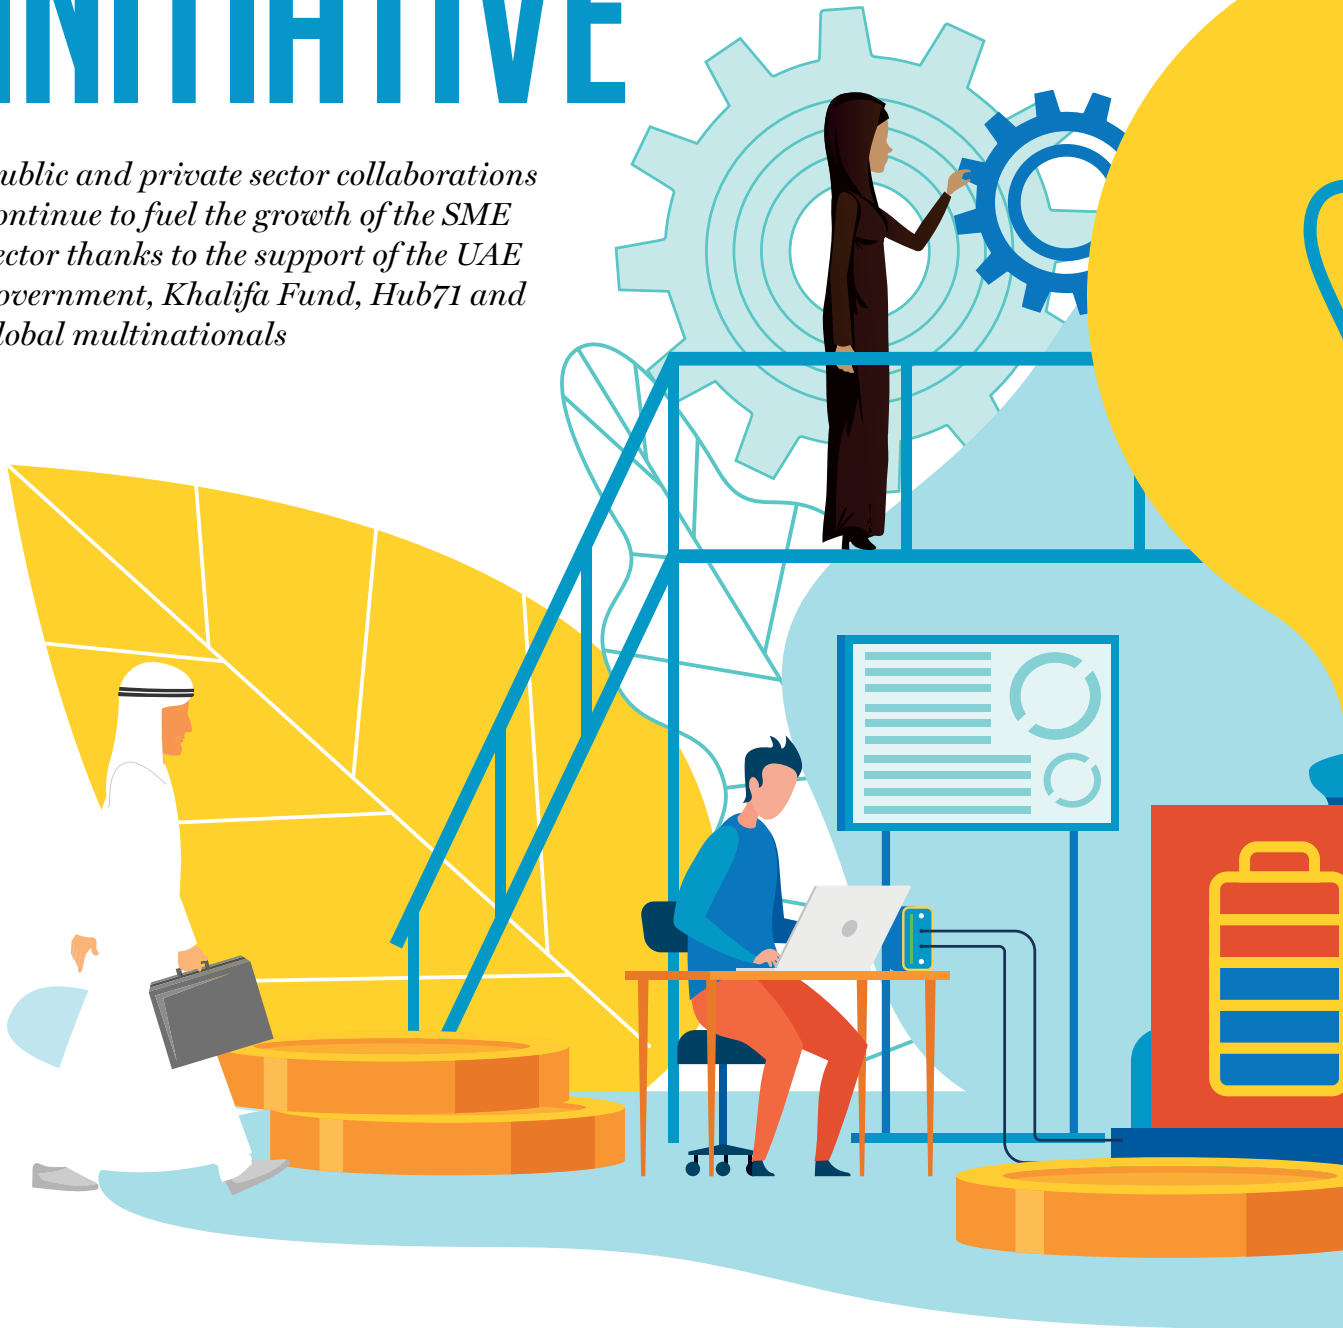 INITIATIVE
ublic and private sector collaborations
ontinue to fuel the growth of the SME
ector thanks to the support of the UAE
overnment, Khalifa Fund, Hub71 and
lobal multinationals